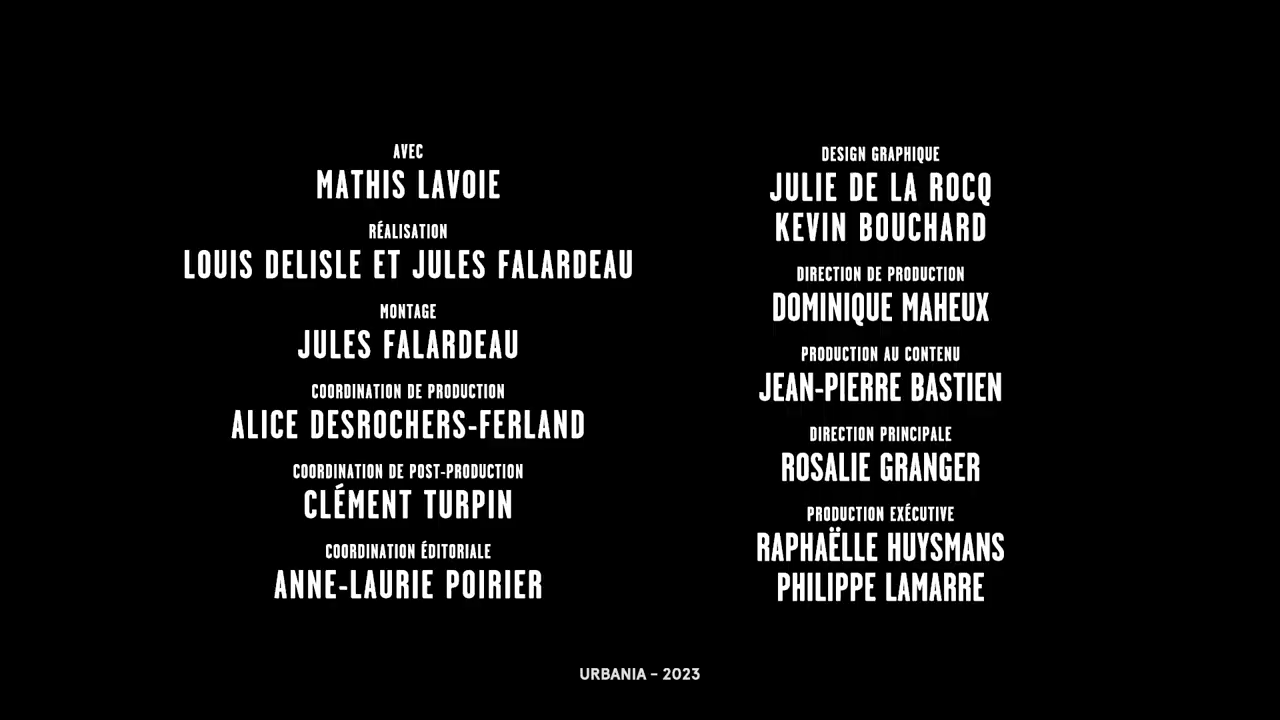 AVEC
MATHIS LAVOIE
RÉALISATION
LOUIS DELISLE ET JULES FALARDEAU
MONTAGE
JULES FALARDEAU
COORDINATION DE PRODUCTION
ALICE DESROCHERS-FERLAND
COORDINATION DE POST-PRODUCTION
CLÉMENT TURPIN
COORDINATION ÉDITORIALE
ANNE-LAURIE POIRIER
DESIGN GRAPHIQUE
JULIE DE LA ROCQ
KEVIN BOUCHARD
DIRECTION DE PRODUCTION
DOMINIQUE MAHEUX
PRODUCTION AU CONTENU
JEAN-PIERRE BASTIEN
DIRECTION PRINCIPALE
ROSALIE GRANGER
PRODUCTION EXÉCUTIVE
RAPHAËLLE HUYSMANS
PHILIPPE LAMARRE
URBANIA – 2023